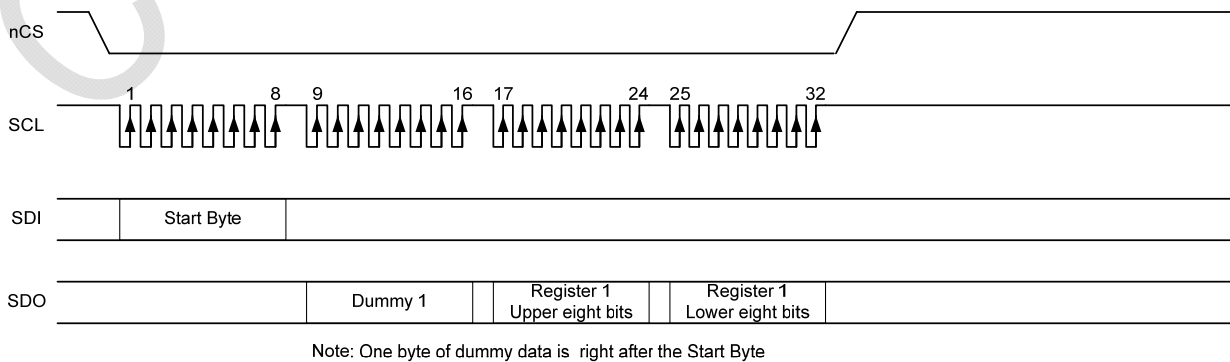 nCS
1 8 9 16 17 24 25 32
SCL
SDI Start Byte
Register 1 Register 1
SDO Dummy 1
Upper eight bits Lower eight bits
Note: One byte of dummy data is right after the Start Byte